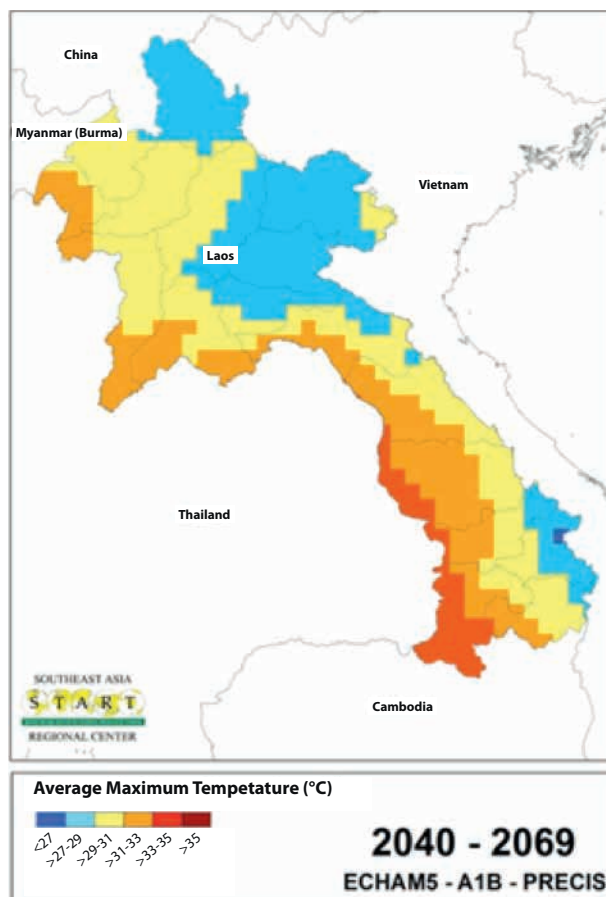 China
Myanmar (Burma)
Vietnam
Laos
Thailand
SOUTHEAST ASIA
START
REGIONAL CENTER
Cambodia
Average Maximum Tempetature (°C)
<27
>27-29
>29-31
>31-33
>33-35
>35
2040 - 2069
ECHAM5 - A1B - PRECIS